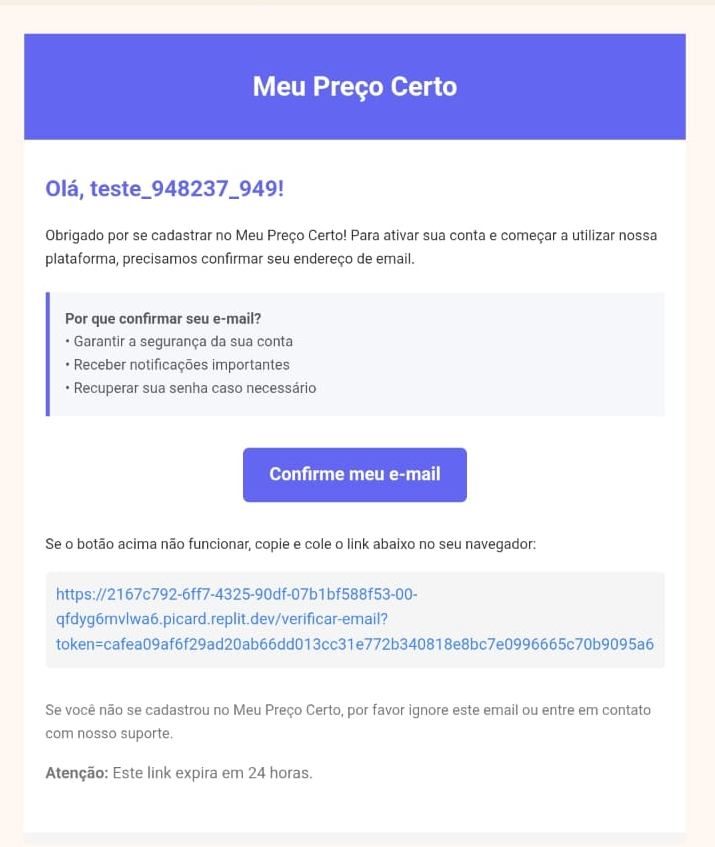 Meu Preço Certo
Olá, teste_948237_949!
Obrigado por se cadastrar no Meu Preço Certo! Para ativar sua conta e começar a utilizar nossa
plataforma, precisamos confirmar seu endereço de email.
Por que confirmar seu e-mail?
• Garantir a segurança da sua conta
• Receber notificações importantes
• Recuperar sua senha caso necessário
Confirme meu e-mail
Se o botão acima não funcionar, copie e cole o link abaixo no seu navegador:
https://2167c792-6ff7-4325-90df-07b1bf588f53-00-
qfdyg6mvlwa6.picard.replit.dev/verificar-email?
token=cafea09af6f29ad20ab66dd013cc31e772b340818e8bc7e0996665c70b9095a6
Se você não se cadastrou no Meu Preço Certo, por favor ignore este email ou entre em contato
com nosso suporte.
Atenção: Este link expira em 24 horas.